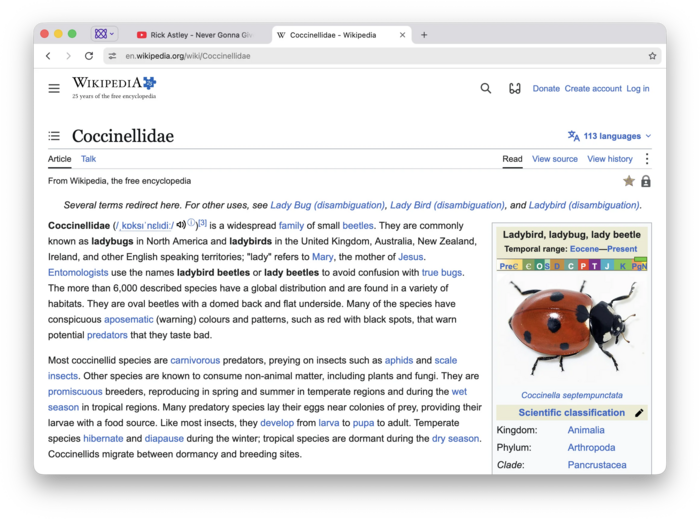 Rick Astley - Never Gonna Giv
Coccinellidae - Wikipedia
en.wikipedia.org/wiki/Coccinellidae
WIKIPEDIA
25 years of the free encyclopedia
Donate Create account Log in
Coccinellidae
113 languages
Article Talk
Read View source View history
From Wikipedia, the free encyclopedia
Several terms redirect here. For other uses, see Lady Bug (disambiguation), Lady Bird (disambiguation), and Ladybird (disambiguation).
Coccinellidae (/ˌkɒksɪˈnɛlɪdiː/ ⓘ)[3] is a widespread family of small beetles. They are commonly
known as ladybugs in North America and ladybirds in the United Kingdom, Australia, New Zealand,
Ireland, and other English speaking territories; "lady" refers to Mary, the mother of Jesus.
Entomologists use the names ladybird beetles or lady beetles to avoid confusion with true bugs.
The more than 6,000 described species have a global distribution and are found in a variety of
habitats. They are oval beetles with a domed back and flat underside. Many of the species have
conspicuous aposematic (warning) colours and patterns, such as red with black spots, that warn
potential predators that they taste bad.
Most coccinellid species are carnivorous predators, preying on insects such as aphids and scale
insects. Other species are known to consume non-animal matter, including plants and fungi. They are
promiscuous breeders, reproducing in spring and summer in temperate regions and during the wet
season in tropical regions. Many predatory species lay their eggs near colonies of prey, providing their
larvae with a food source. Like most insects, they develop from larva to pupa to adult. Temperate
species hibernate and diapause during the winter; tropical species are dormant during the dry season.
Coccinellids migrate between dormancy and breeding sites.
Ladybird, ladybug, lady beetle
Temporal range: Eocene—Present
PreꞒ Ꞓ O S D C P T J K Pg N
Coccinella septempunctata
Scientific classification
Kingdom: Animalia
Phylum: Arthropoda
Clade: Pancrustacea